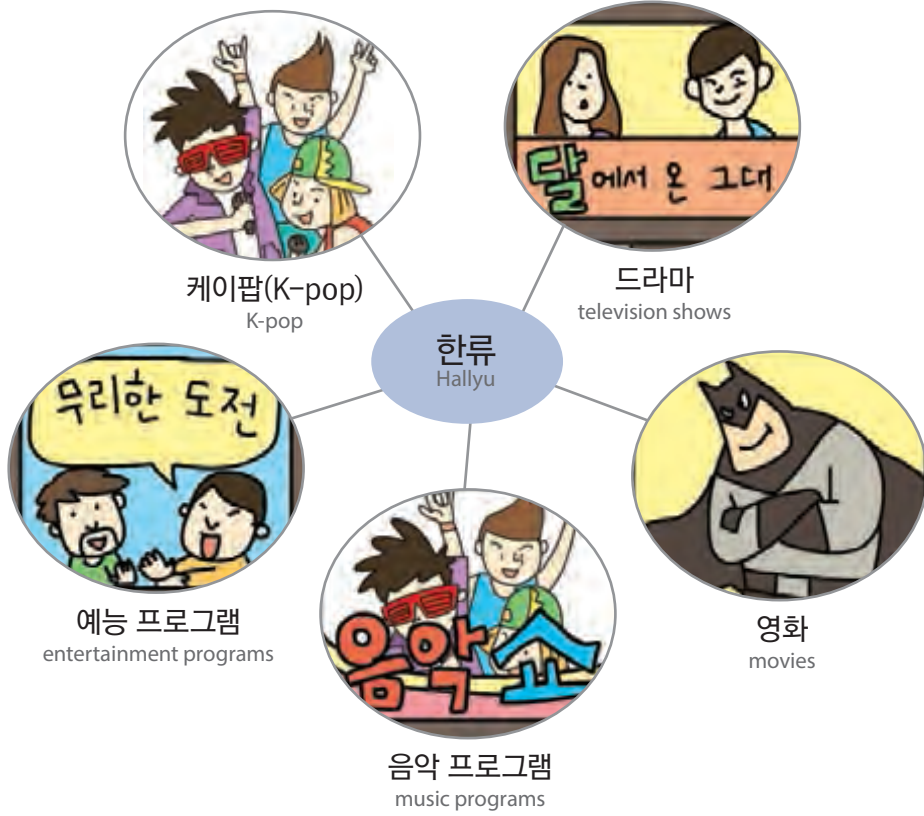 달에서 온 그대
케이팝(K-pop)
K-pop
드라마
television shows
한류
Hallyu
무리한 도전
예능 프로그램
entertainment programs
음악쇼
음악 프로그램
music programs
영화
movies